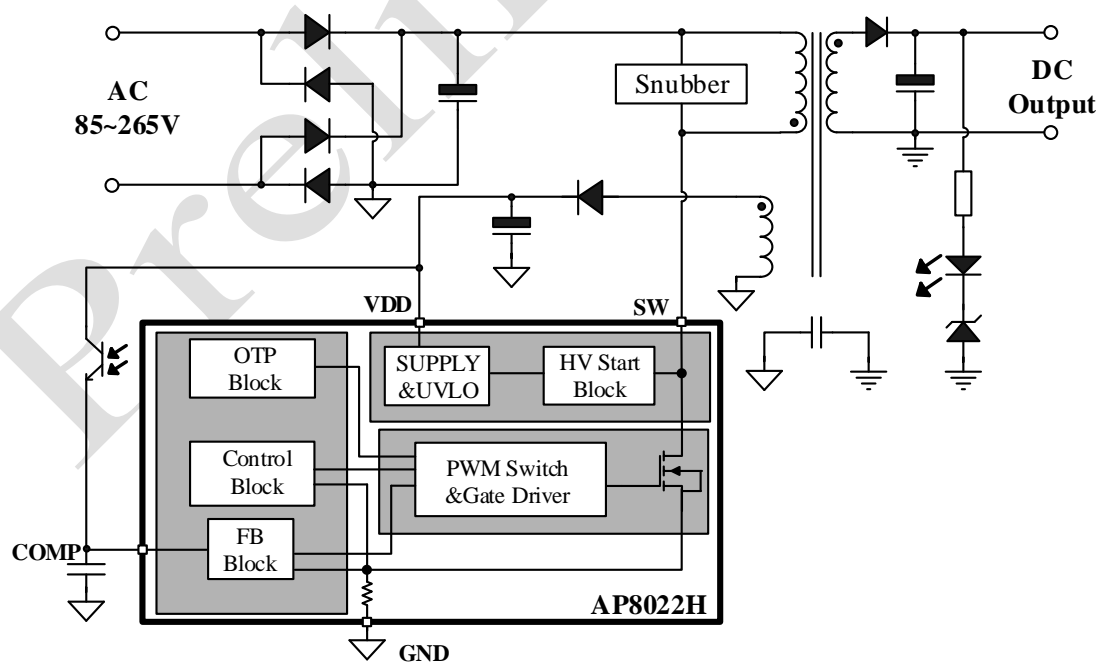 AC
85~265V
Snubber
DC
Output
VDD
SW
OTP
Block
SUPPLY
&UVLO
HV Start
Block
Control
Block
PWM Switch
&Gate Driver
FB
Block
COMP
AP8022H
GND
Preli